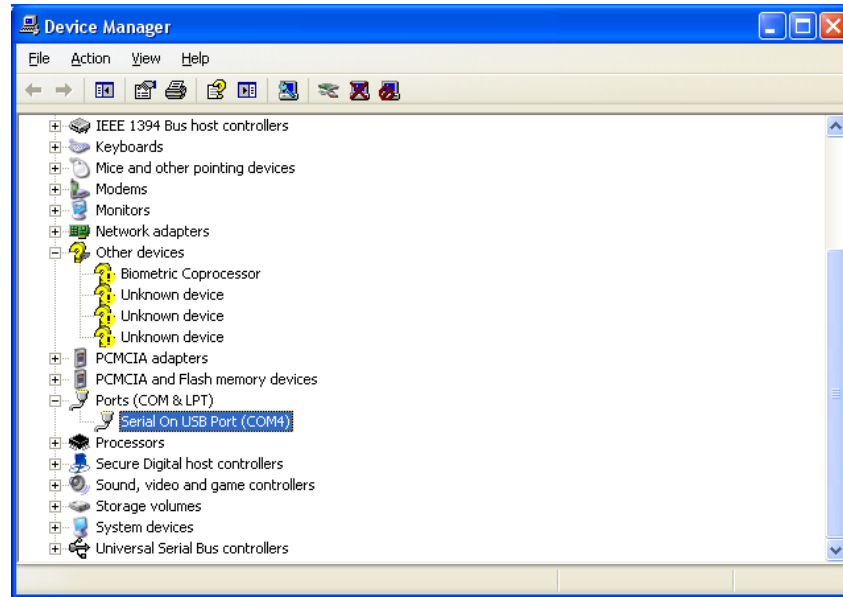 Device Manager
File Action View Help
IEEE 1394 Bus host controllers
Keyboards
Mice and other pointing devices
Modems
Monitors
Network adapters
Other devices
Biometric Coprocessor
Unknown device
Unknown device
Unknown device
PCMCIA adapters
PCMCIA and Flash memory devices
Ports (COM & LPT)
Serial On USB Port (COM4)
Processors
Secure Digital host controllers
Sound, video and game controllers
Storage volumes
System devices
Universal Serial Bus controllers